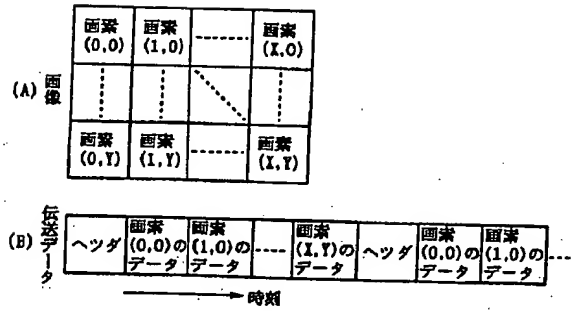 画素 画素 画素
(0,0) (1,0) (X,0)
(A) 画像
画素 画素 画素
(0,Y) (1,Y) (X,Y)
(B) 伝送データ
ヘツダ 画素(0,0)のデータ 画素(1,0)のデータ 画素(X,Y)のデータ ヘツダ 画素(0,0)のデータ 画素(1,0)のデータ
時刻